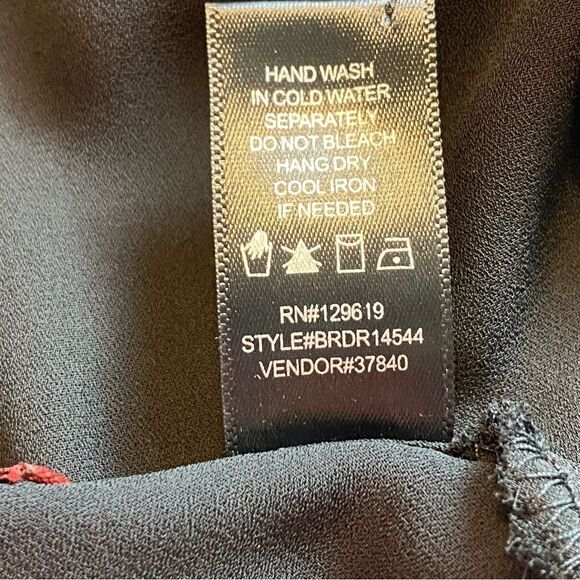 HAND WASH
IN COLD WATER
SEPARATELY
DO NOT BLEACH
HANG DRY
COOL IRON
IF NEEDED
RN#129619
STYLE#BRDR14544
VENDOR#37840